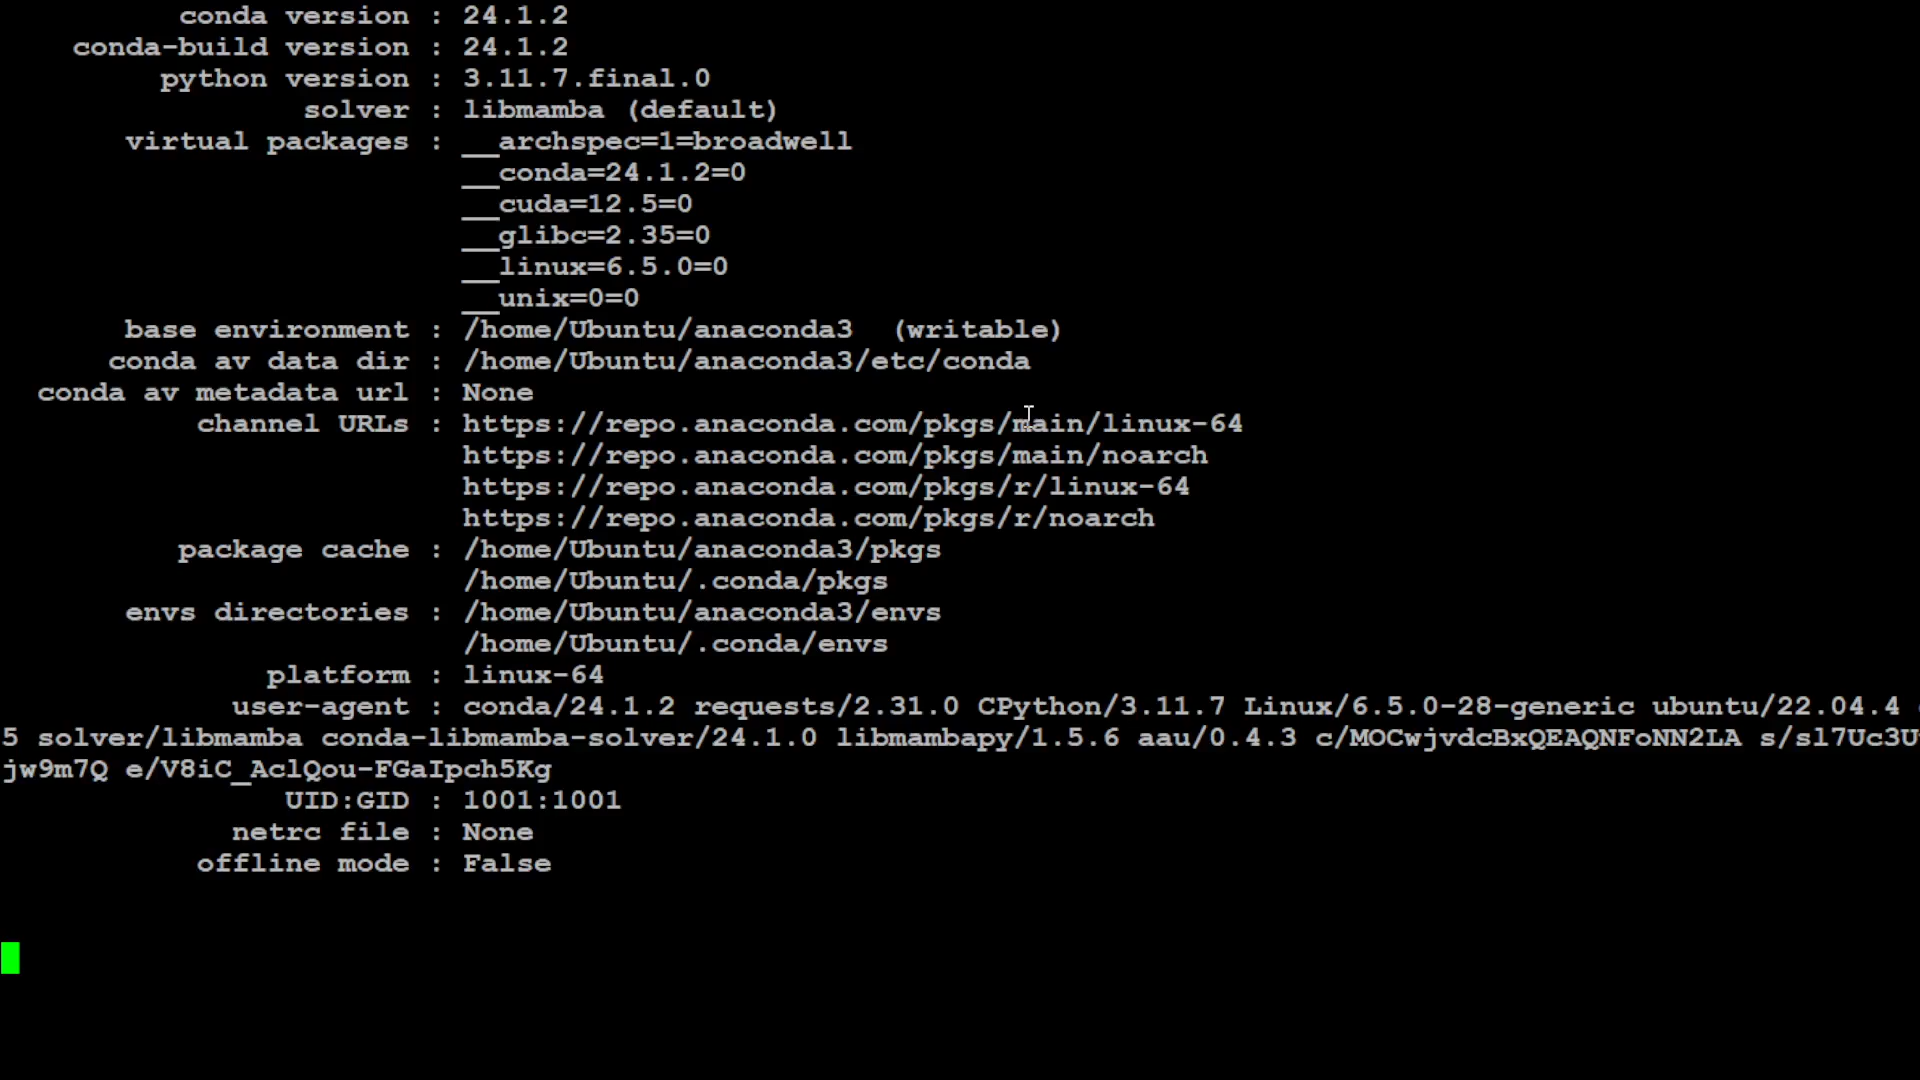 conda version : 24.1.2
conda-build version : 24.1.2
python version : 3.11.7.final.0
solver : libmamba (default)
virtual packages : __archspec=1=broadwell
__conda=24.1.2=0
__cuda=12.5=0
__glibc=2.35=0
__linux=6.5.0=0
__unix=0=0
base environment : /home/Ubuntu/anaconda3  (writable)
conda av data dir : /home/Ubuntu/anaconda3/etc/conda
conda av metadata url : None
channel URLs : https://repo.anaconda.com/pkgs/main/linux-64
https://repo.anaconda.com/pkgs/main/noarch
https://repo.anaconda.com/pkgs/r/linux-64
https://repo.anaconda.com/pkgs/r/noarch
package cache : /home/Ubuntu/anaconda3/pkgs
/home/Ubuntu/.conda/pkgs
envs directories : /home/Ubuntu/anaconda3/envs
/home/Ubuntu/.conda/envs
platform : linux-64
user-agent : conda/24.1.2 requests/2.31.0 CPython/3.11.7 Linux/6.5.0-28-generic ubuntu/22.04.4
5 solver/libmamba conda-libmamba-solver/24.1.0 libmambapy/1.5.6 aau/0.4.3 c/MOCwjvdcBxQEAQNFoNN2LA s/sl7Uc3U
jw9m7Q e/V8iC_AclQou-FGaIpch5Kg
UID:GID : 1001:1001
netrc file : None
offline mode : False